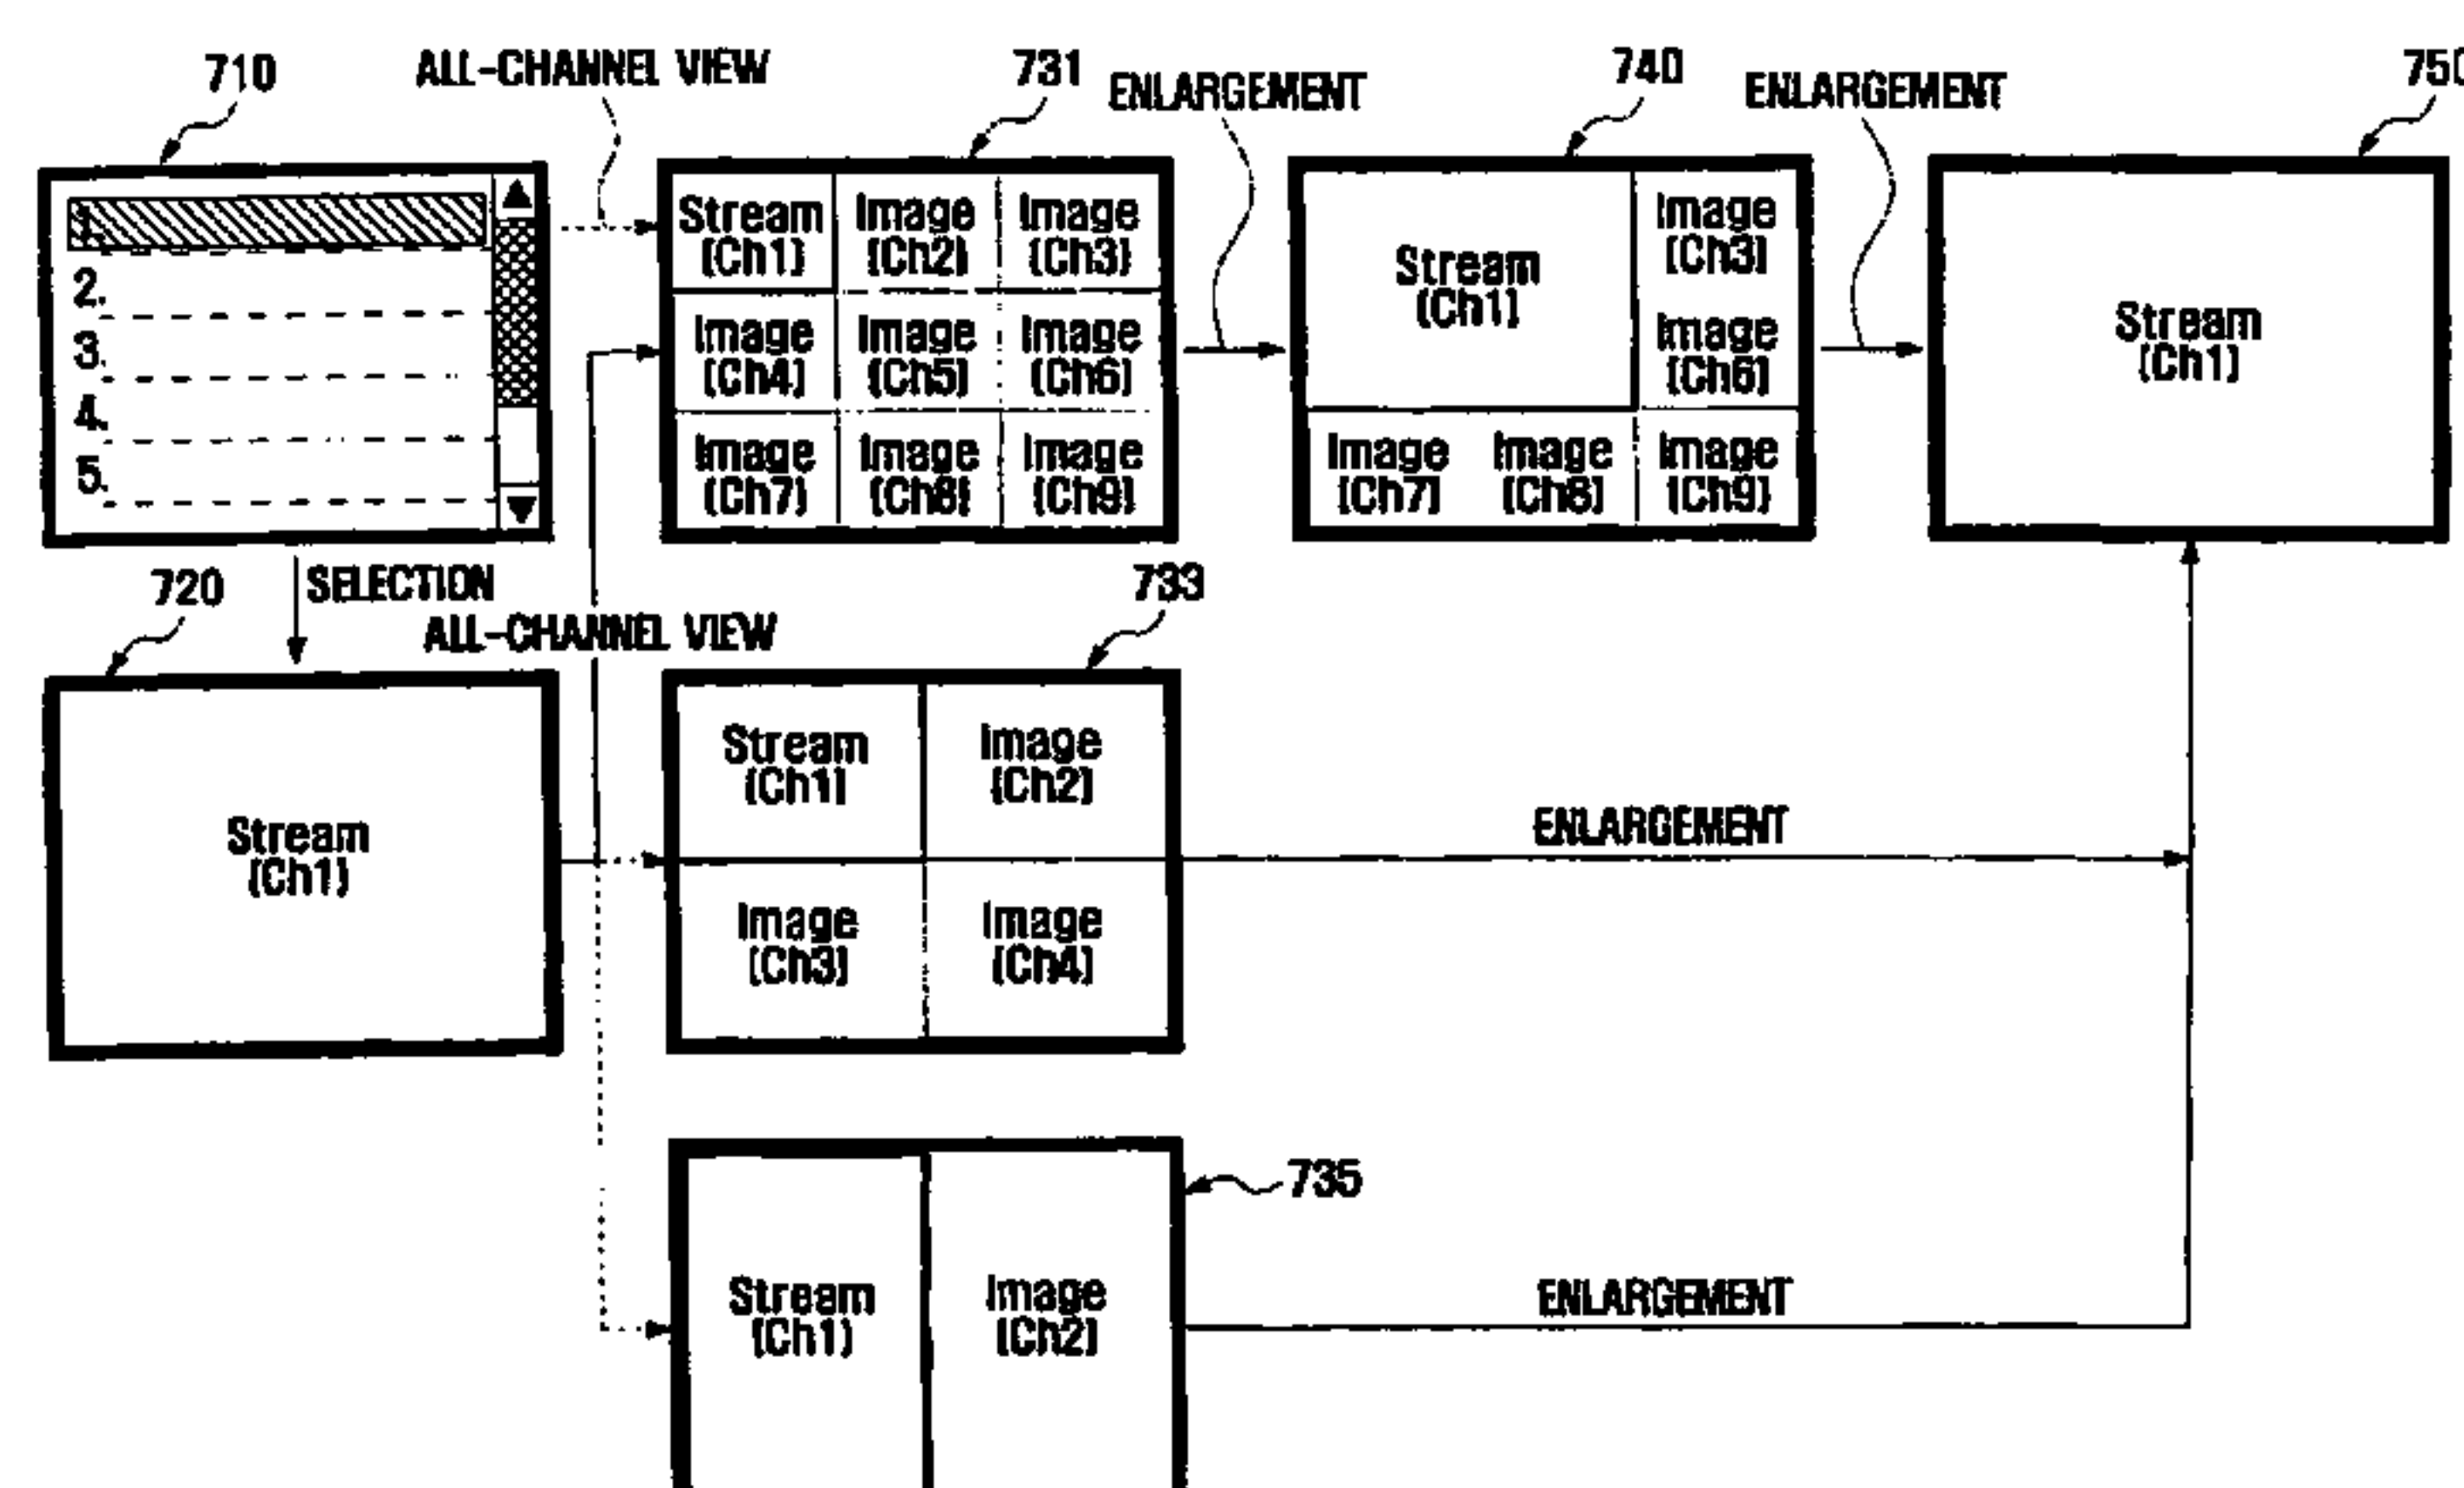 710
ALL-CHANNEL VIEW
731
ENLARGEMENT
740
ENLARGEMENT
750
1.
2.
3.
4.
5.
Stream
(Ch1)
Image
(Ch2)
Image
(Ch3)
Image
(Ch4)
Image
(Ch5)
Image
(Ch6)
Image
(Ch7)
Image
(Ch8)
Image
(Ch9)
Stream
(Ch1)
Image
(Ch3)
Image
(Ch6)
Image
(Ch7)
Image
(Ch8)
Image
(Ch9)
Stream
(Ch1)
720
SELECTION
ALL-CHANNEL VIEW
733
Stream
(Ch1)
Stream
(Ch1)
Image
(Ch2)
Image
(Ch3)
Image
(Ch4)
ENLARGEMENT
735
Stream
(Ch1)
Image
(Ch2)
ENLARGEMENT